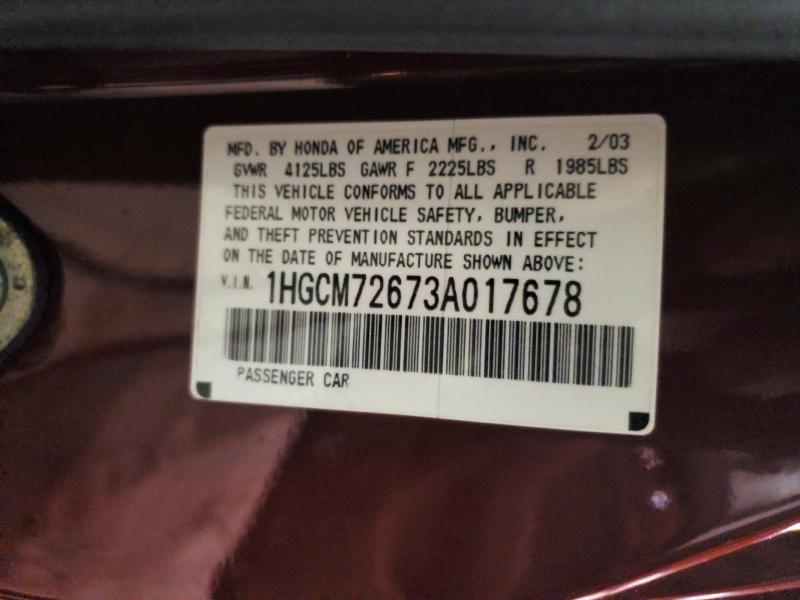 MFD. BY HONDA OF AMERICA MFG., INC. 2/03
GVWR 4125LBS GAWR F 2225LBS R 1985LBS
THIS VEHICLE CONFORMS TO ALL APPLICABLE
FEDERAL MOTOR VEHICLE SAFETY, BUMPER,
AND THEFT PREVENTION STANDARDS IN EFFECT
ON THE DATE OF MANUFACTURE SHOWN ABOVE:
V.I.N. 1HGCM72673A017678
PASSENGER CAR